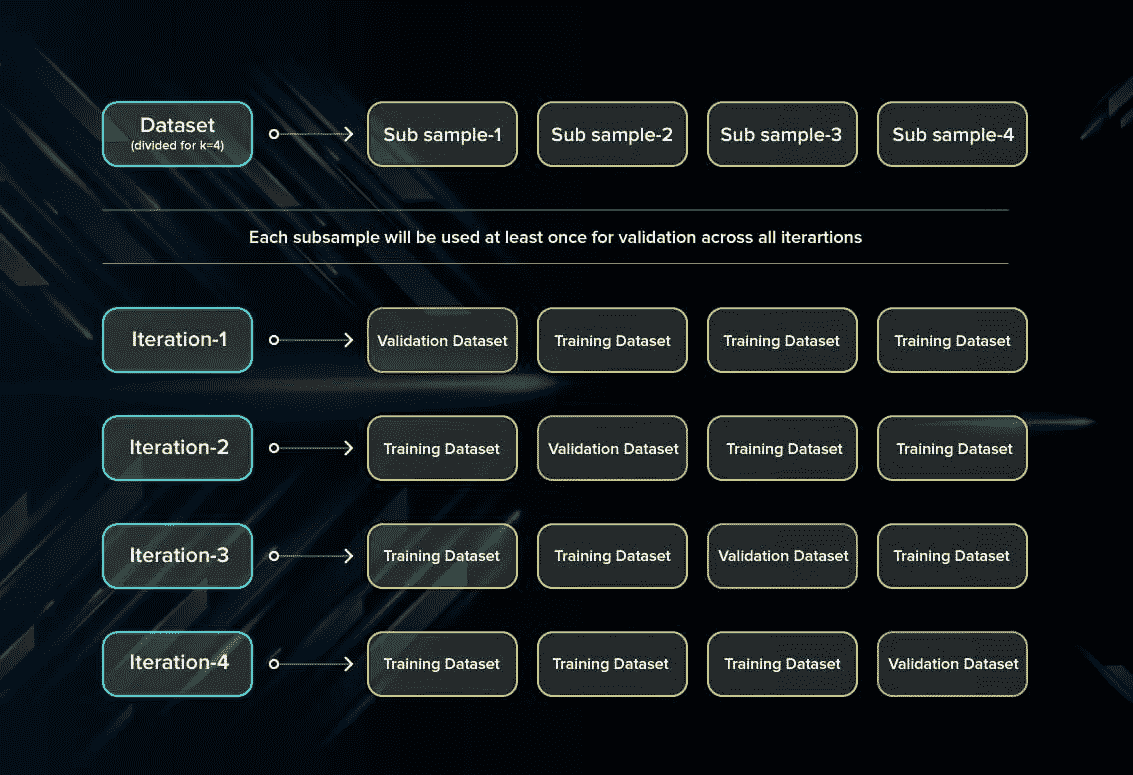 Dataset
(divided for k=4)
Sub sample-1
Sub sample-2
Sub sample-3
Sub sample-4
Each subsample will be used at least once for validation across all iterartions
Iteration-1
Validation Dataset
Training Dataset
Training Dataset
Training Dataset
Iteration-2
Training Dataset
Validation Dataset
Training Dataset
Training Dataset
Iteration-3
Training Dataset
Training Dataset
Validation Dataset
Training Dataset
Iteration-4
Training Dataset
Training Dataset
Training Dataset
Validation Dataset